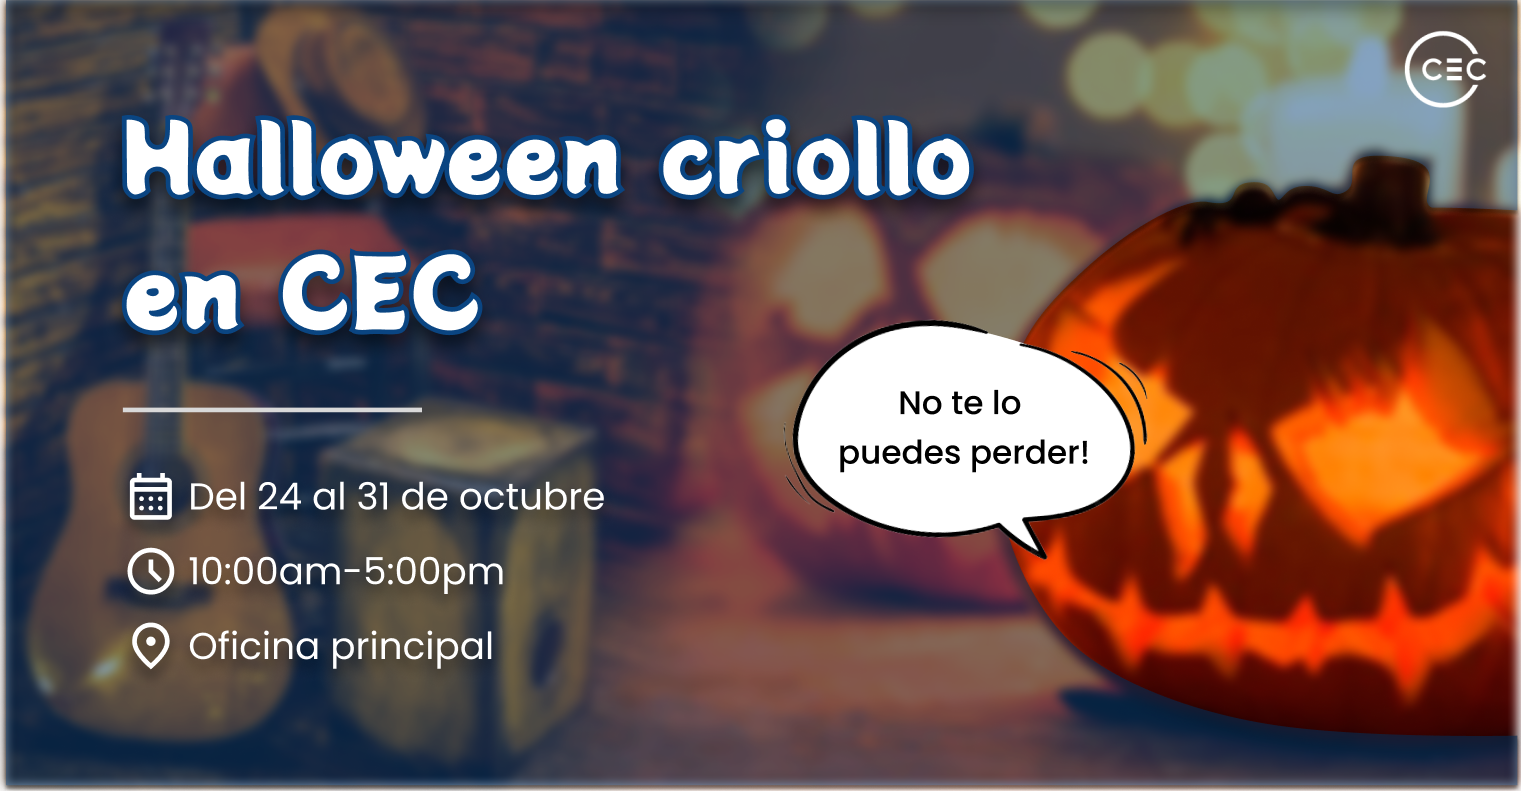 CEC
Halloween criollo
en CEC
No te lo
puedes perder!
Del 24 al 31 de octubre
10:00am-5:00pm
Oficina principal